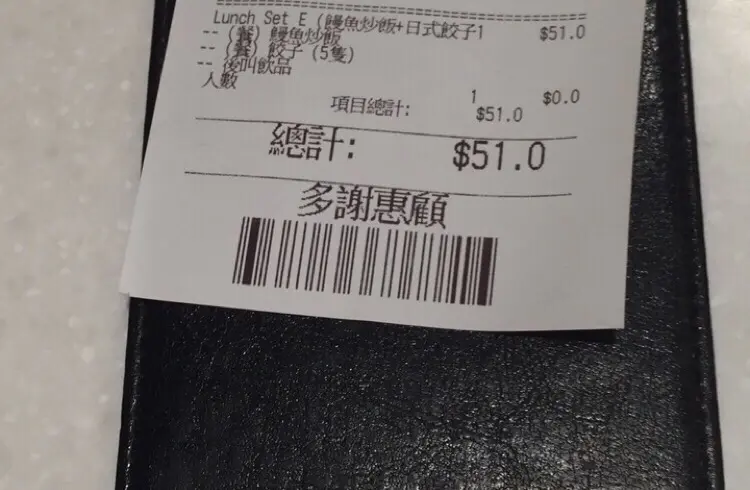 Lunch Set E (鰻魚炒飯+日式餃子1 $51.0
-- (餐) 鰻魚炒飯
-- (餐) 餃子 (5隻)
-- 後叫飲品
人數 1 $0.0
項目總計: $51.0
總計: $51.0
多謝惠顧